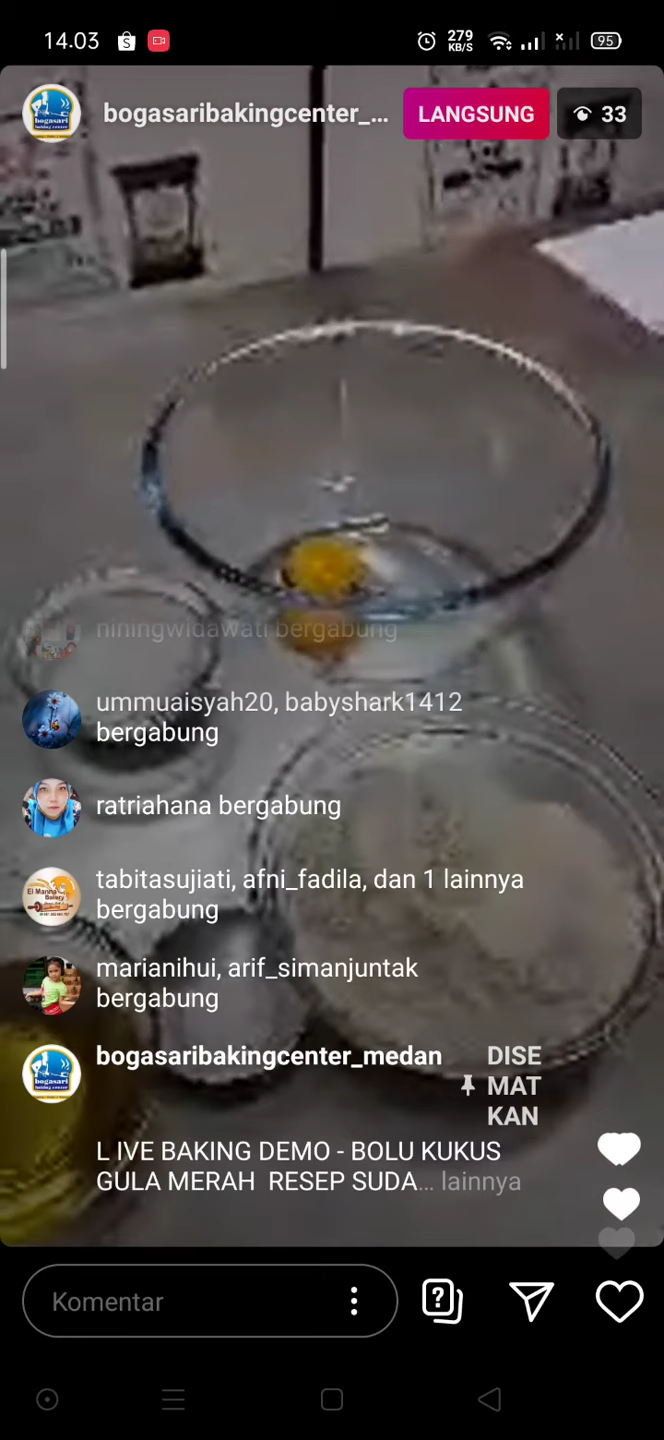 14.03
279
KB/S
95
bogasaribakingcenter_...
LANGSUNG
33
niningwidawati bergabung
ummuaisyah20, babyshark1412
bergabung
ratriahana bergabung
tabitasujiati, afni_fadila, dan 1 lainnya
bergabung
marianihui, arif_simanjuntak
bergabung
bogasaribakingcenter_medan
DISE
MAT
KAN
L IVE BAKING DEMO - BOLU KUKUS
GULA MERAH RESEP SUDA... lainnya
Komentar